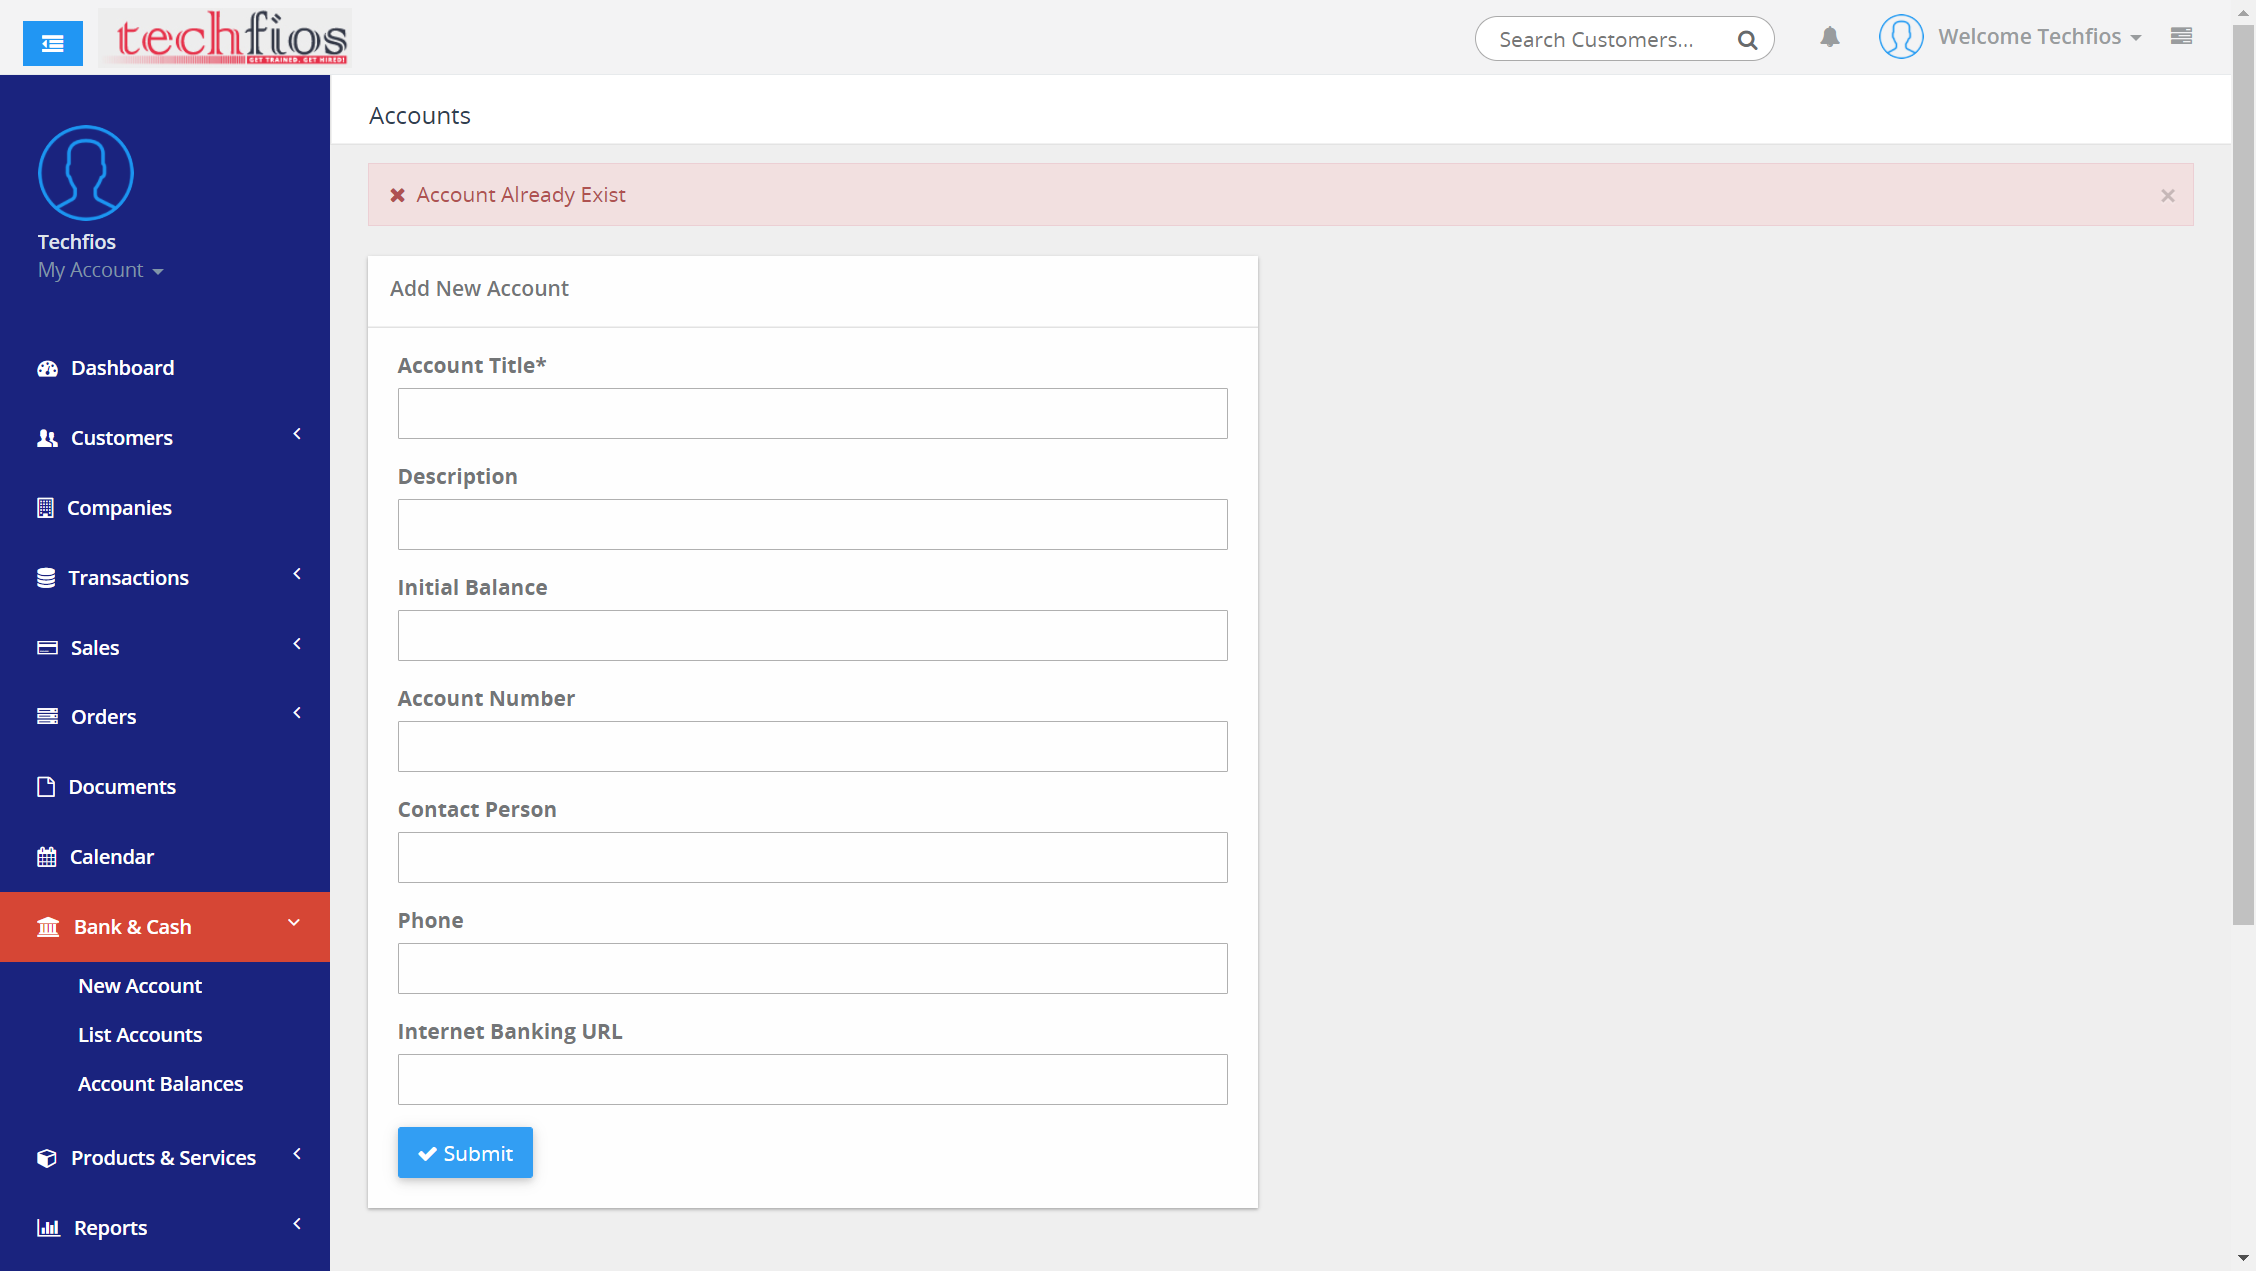 techfios
GET TRAINED. GET HIRED!
Search Customers...
Welcome Techfios
Techfios
My Account
Dashboard
Customers
Companies
Transactions
Sales
Orders
Documents
Calendar
Bank & Cash
New Account
List Accounts
Account Balances
Products & Services
Reports
Accounts
Account Already Exist
×
Add New Account
Account Title*
Description
Initial Balance
Account Number
Contact Person
Phone
Internet Banking URL
Submit